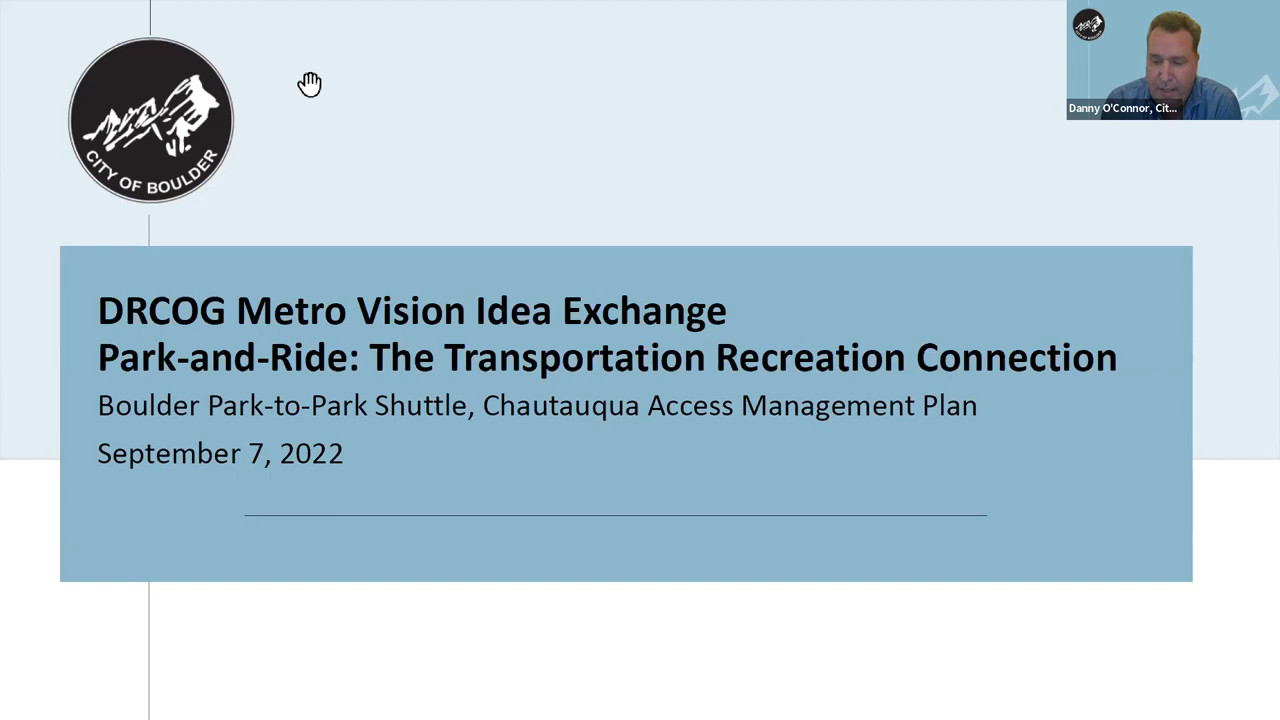 CITY OF BOULDER
Danny O'Connor, Cit...
DRCOG Metro Vision Idea Exchange
Park-and-Ride: The Transportation Recreation Connection
Boulder Park-to-Park Shuttle, Chautauqua Access Management Plan
September 7, 2022